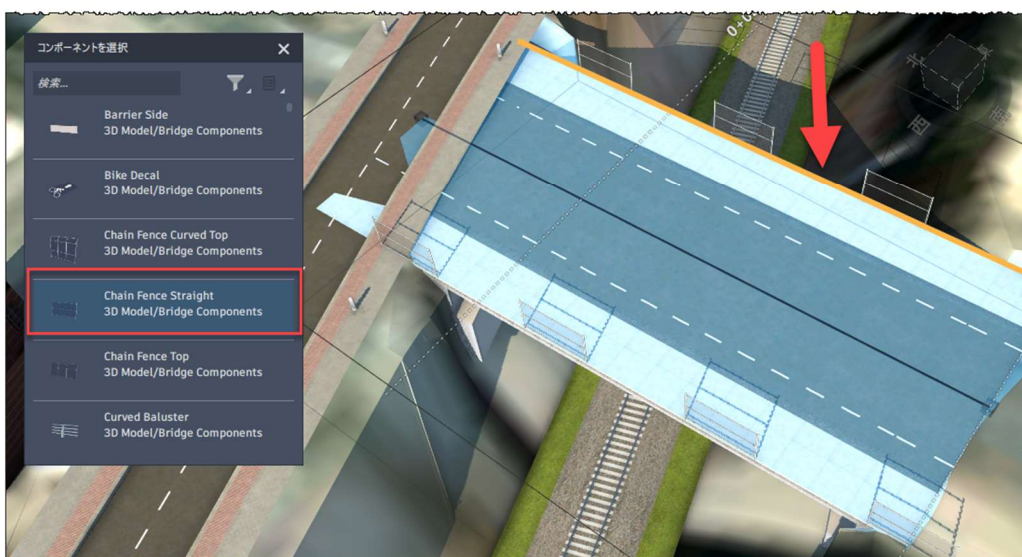 コンポーネントを選択
検索...
Barrier Side
3D Model/Bridge Components
Bike Decal
3D Model/Bridge Components
Chain Fence Curved Top
3D Model/Bridge Components
Chain Fence Straight
3D Model/Bridge Components
Chain Fence Top
3D Model/Bridge Components
Curved Baluster
3D Model/Bridge Components
西